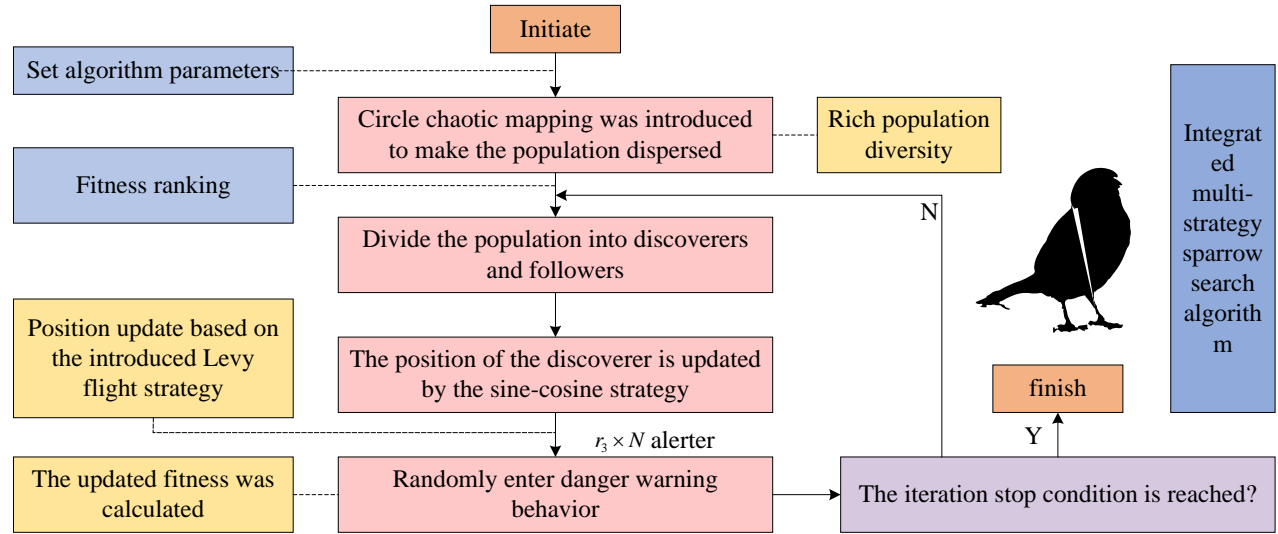 Initiate
Set algorithm parameters
Circle chaotic mapping was introduced
to make the population dispersed
Rich population
diversity
Fitness ranking
N
Divide the population into discoverers
and followers
Position update based on
the introduced Levy
flight strategy
The position of the discoverer is updated
by the sine-cosine strategy
r₃ × N alerter
The updated fitness was
calculated
Randomly enter danger warning
behavior
The iteration stop condition is reached?
Y
finish
Integrat
ed
multi-
strategy
sparrow
search
algorith
m